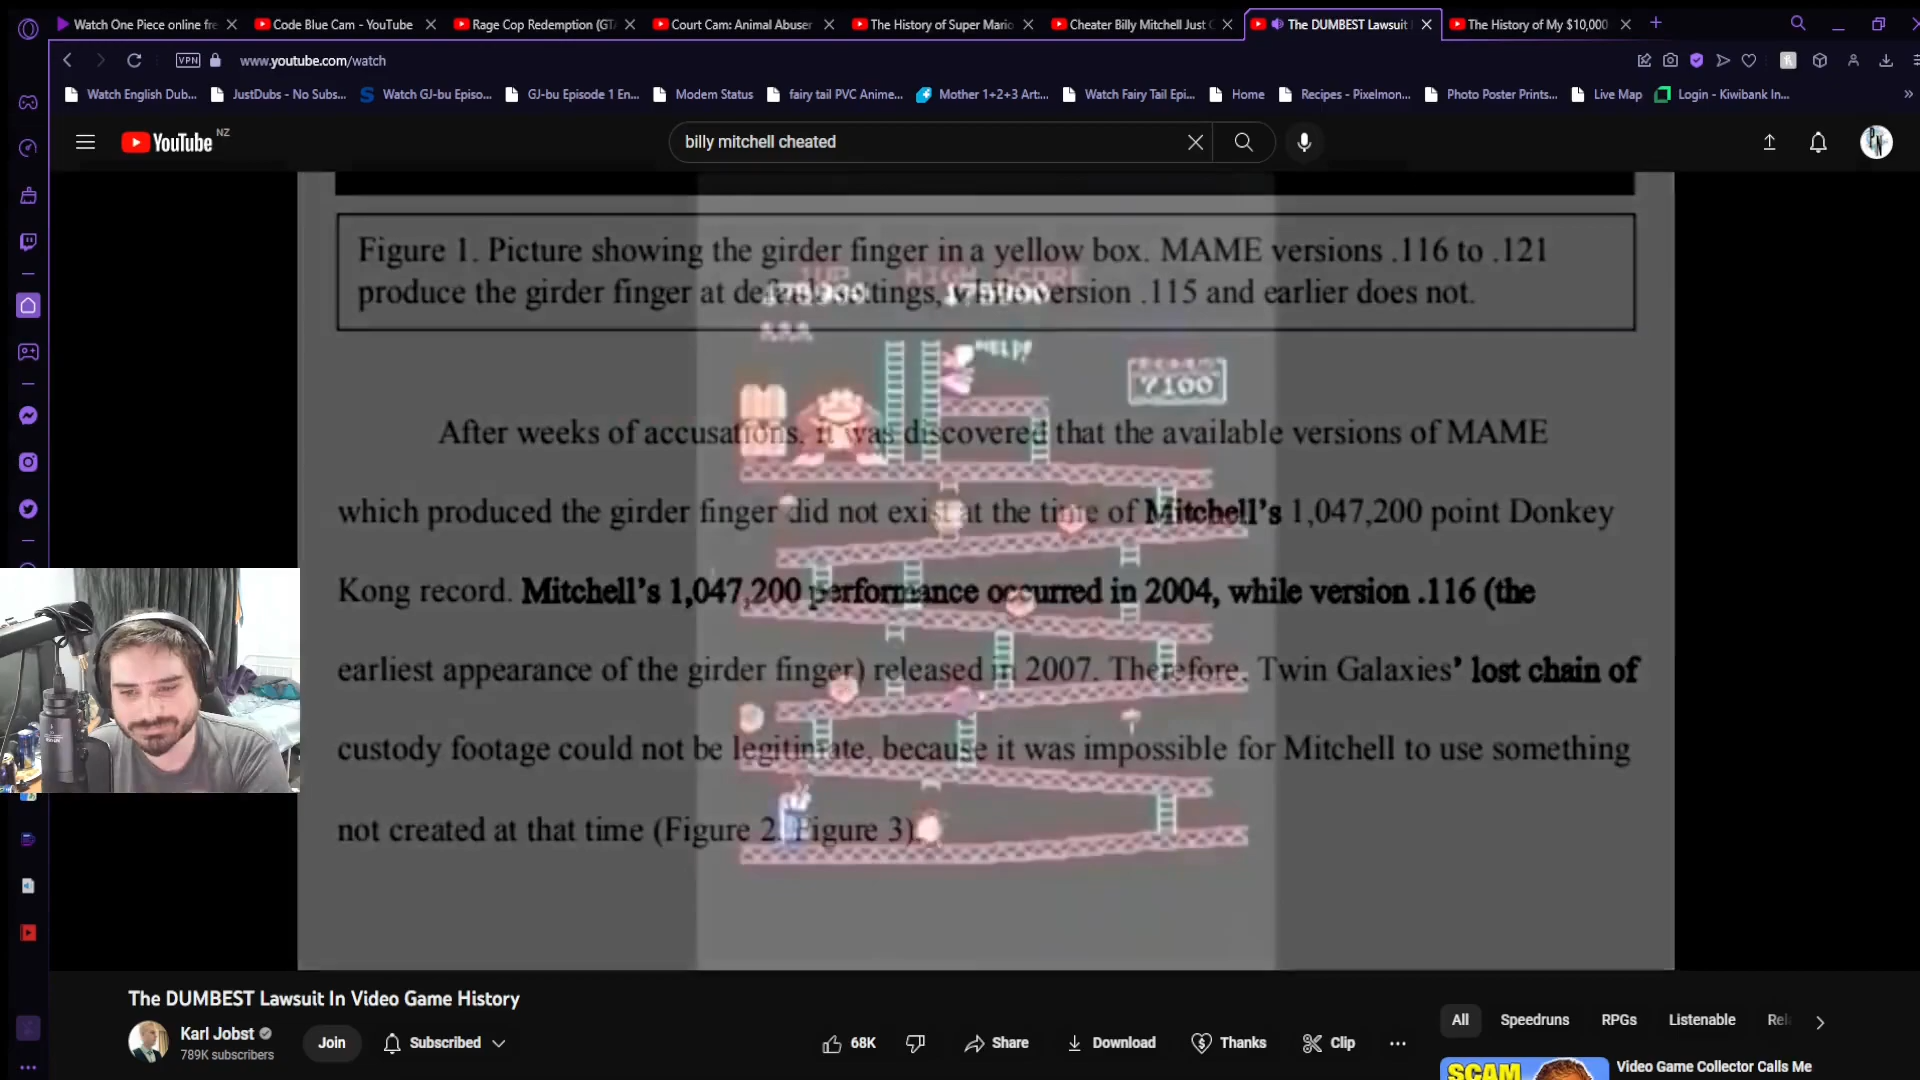 Watch One Piece online fre
Code Blue Cam - YouTube
Rage Cop Redemption (GT
Court Cam: Animal Abuser
The History of Super Mario
Cheater Billy Mitchell Just
The DUMBEST Lawsuit
The History of My $10,000
VPN
www.youtube.com/watch
Watch English Dub...
JustDubs - No Subs...
Watch GJ-bu Episo...
GJ-bu Episode 1 En...
Modem Status
fairy tail PVC Anime...
Mother 1+2+3 Art:...
Watch Fairy Tail Epi...
Home
Recipes - Pixelmon...
Photo Poster Prints...
Live Map
Login - Kiwibank In...
YouTube NZ
billy mitchell cheated
Figure 1. Picture showing the girder finger in a yellow box. MAME versions .116 to .121
produce the girder finger at default settings, while version .115 and earlier does not.
1UP HIGH SCORE
HELP!
7100
After weeks of accusations, it was discovered that the available versions of MAME
which produced the girder finger did not exist at the time of Mitchell's 1,047,200 point Donkey
Kong record. Mitchell's 1,047,200 performance occurred in 2004, while version .116 (the
earliest appearance of the girder finger) released in 2007. Therefore, Twin Galaxies' lost chain of
custody footage could not be legitimate, because it was impossible for Mitchell to use something
not created at that time (Figure 2, Figure 3).
The DUMBEST Lawsuit In Video Game History
Karl Jobst
789K subscribers
Join
Subscribed
68K
Share
Download
Thanks
Clip
All
Speedruns
RPGs
Listenable
Rel
SCAM
Video Game Collector Calls Me